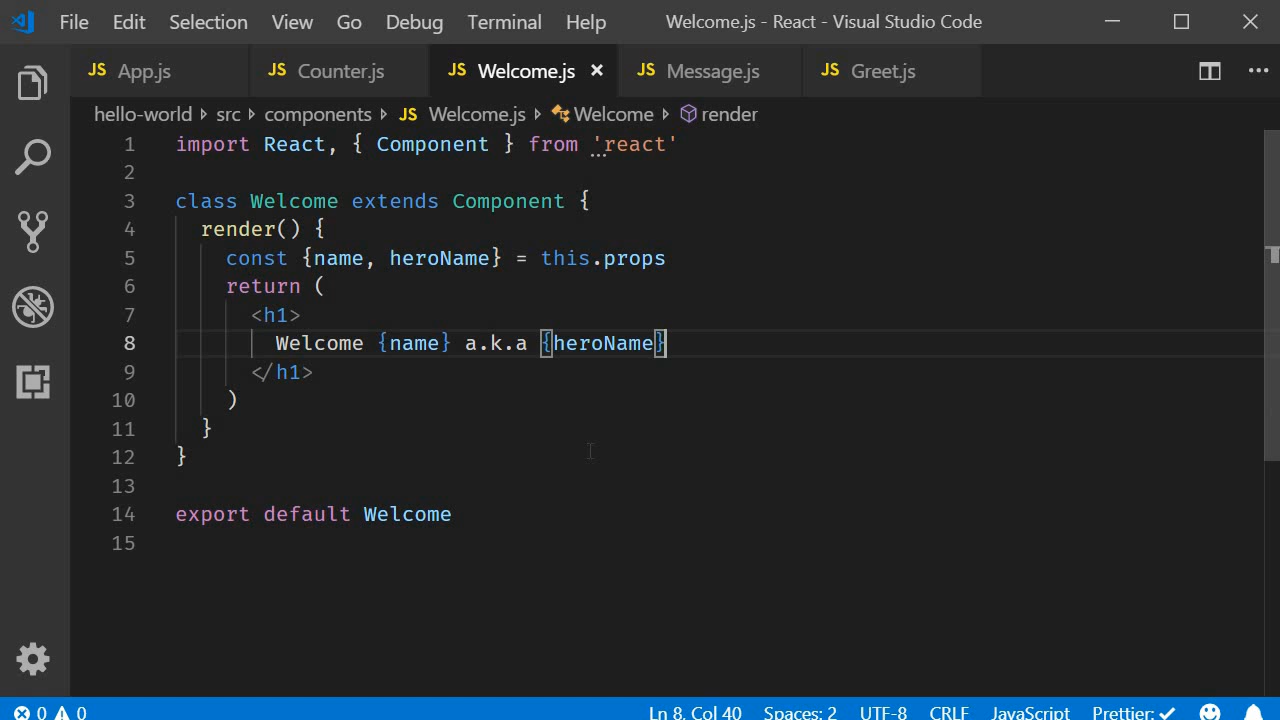 File Edit Selection View Go Debug Terminal Help Welcome.js - React - Visual Studio Code
JS App.js JS Counter.js JS Welcome.js × JS Message.js JS Greet.js ...
hello-world > src > components > JS Welcome.js > Welcome > render
1 import React, { Component } from 'react'
2
3 class Welcome extends Component {
4 render() {
5 const {name, heroName} = this.props
6 return (
7 <h1>
8 Welcome {name} a.k.a {heroName}
9 </h1>
10 )
11 }
12 }
13
14 export default Welcome
15
0 0 Ln 8, Col 40 Spaces: 2 UTF-8 CRLF JavaScript Prettier: ✓